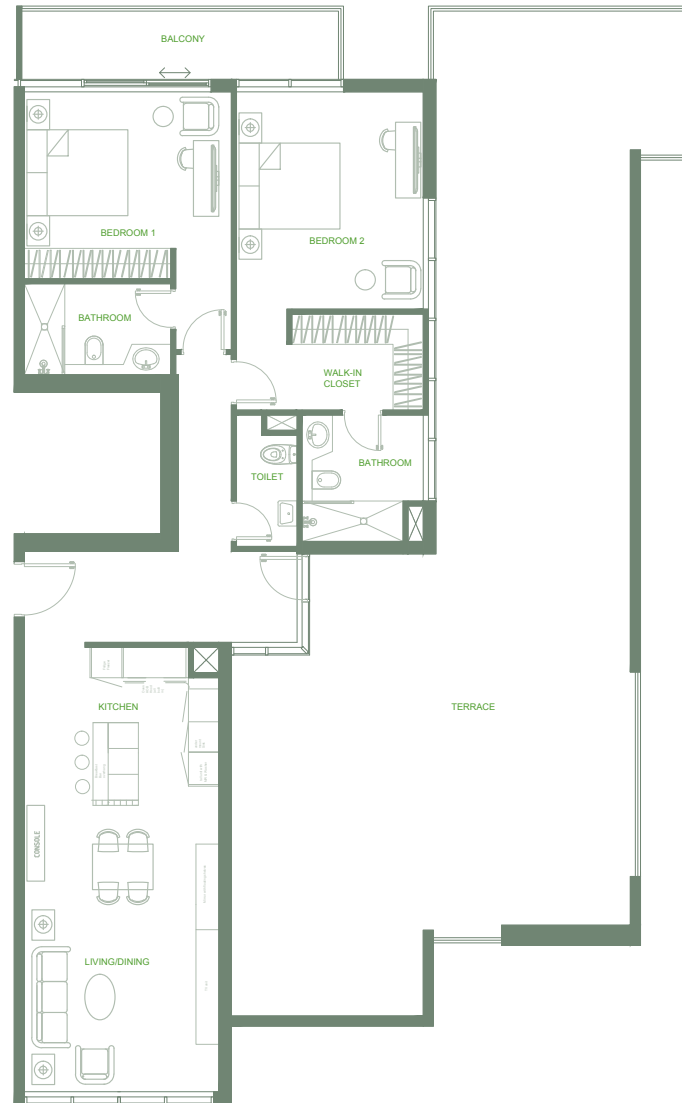 BALCONY
BEDROOM 1
BEDROOM 2
BATHROOM
WALK-IN
CLOSET
BATHROOM
TOILET
KITCHEN
TERRACE
CONSOLE
LIVING/DINING